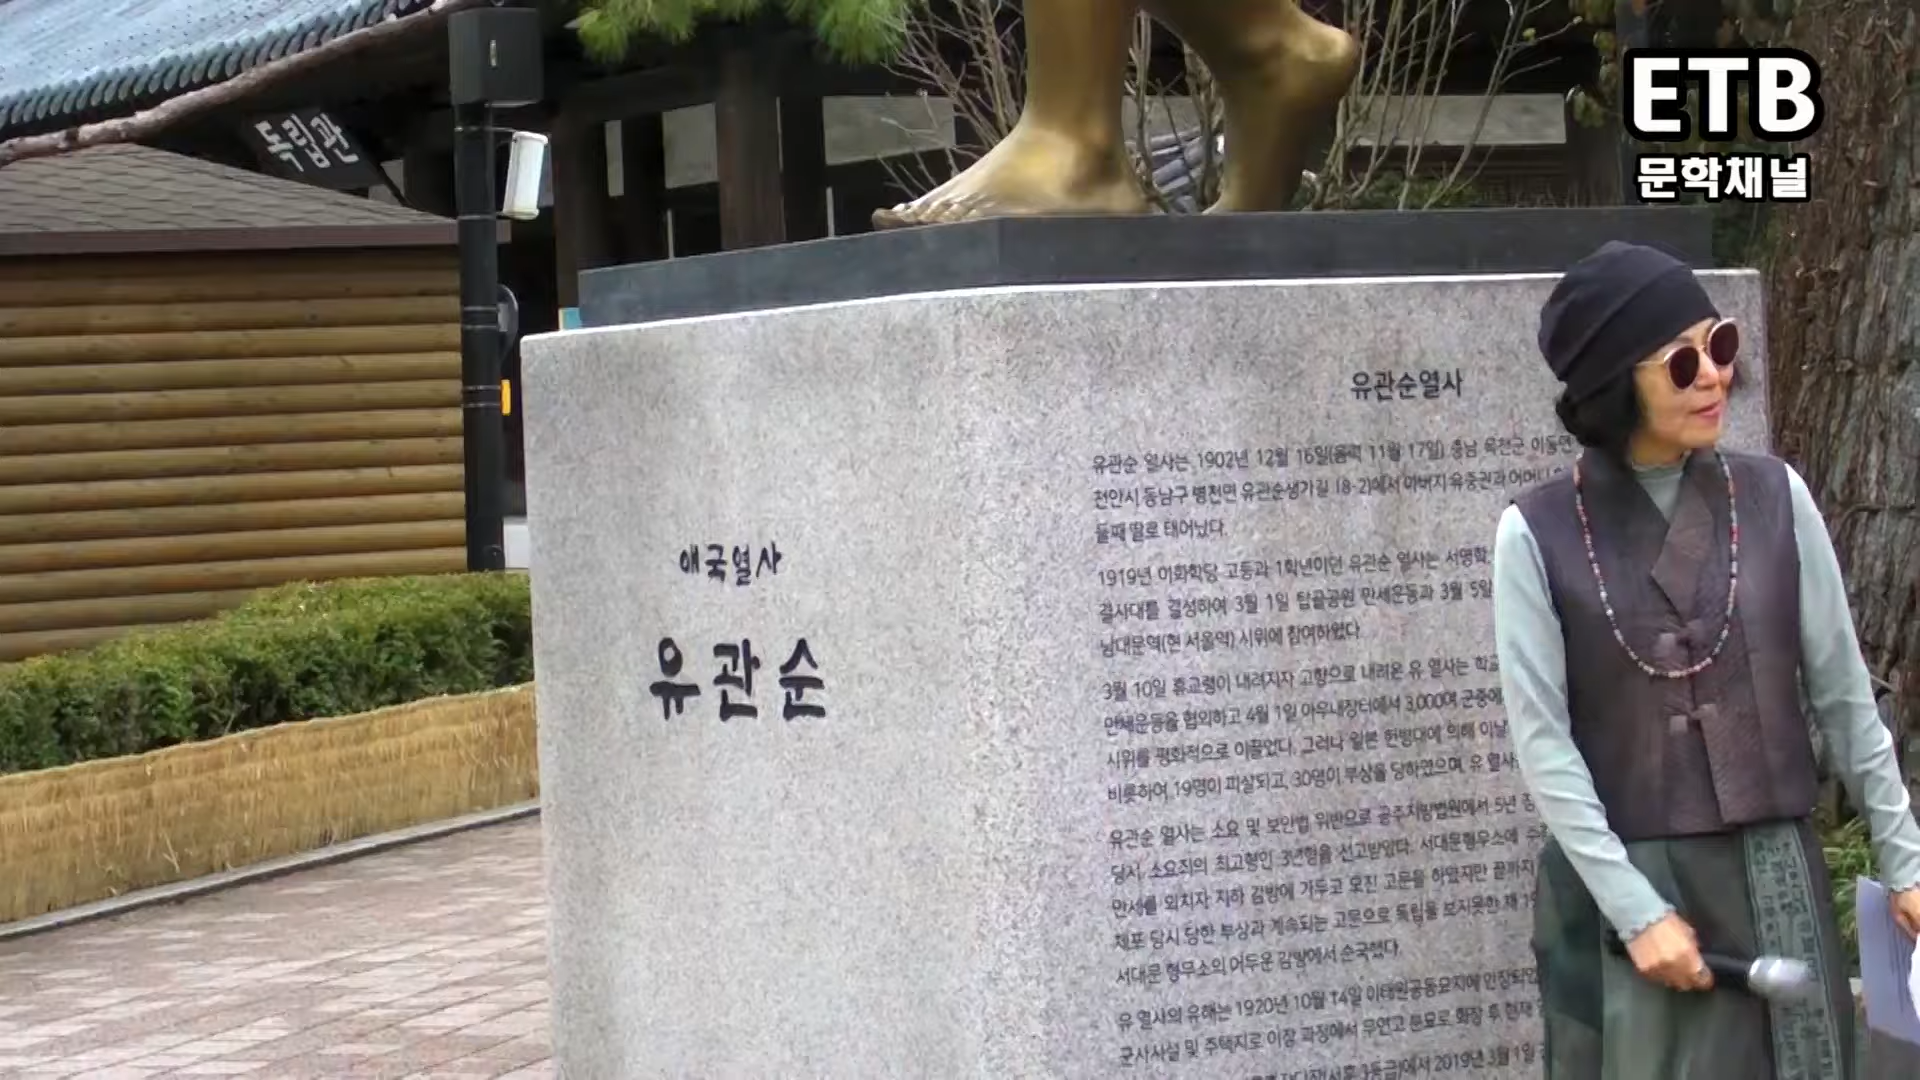 ETB
문학채널
독립관
애국열사
유관순
유관순열사
유관순 열사는 1902년 12월 16일(음력 11월 17일) 충남 목천군 이동면
천안시 동남구 병천면 유관순생가길 18-2)에서 아버지 유중권과 어머니
둘째 딸로 태어났다.
1919년 이화학당 고등과 1학년이던 유관순 열사는 서명학,
결사대를 결성하여 3월 1일 탑골공원 만세운동과 3월 5일
남대문역(현 서울역) 시위에 참여하였다.
3월 10일 휴교령이 내려지자 고향으로 내려온 유 열사는 학교
만세운동을 협의하고 4월 1일 아우내장터에서 3,000여 군중에
시위를 평화적으로 이끌었다. 그러나 일본 헌병대에 의해 이날
비롯하여 19명이 피살되고, 30명이 부상을 당하였으며, 유 열사
유관순 열사는 소요 및 보안법 위반으로 공주지방법원에서 5년
당시, 소요죄의 최고형인 3년형을 선고받았다. 서대문형무소에
만세를 외치자 지하 감방에 가두고 모진 고문을 하였지만 끝까지
체포 당시 당한 부상과 계속되는 고문으로 독립을 보지못한 채
서대문 형무소의 어두운 감방에서 순국했다.
유 열사의 유해는 1920년 10월 14일 이태원공동묘지에 안장되었
군사시설 및 주택지로 이장 과정에서 무연고 분묘로 화장 후 현재
3등급)에서 2019년 3월 1일